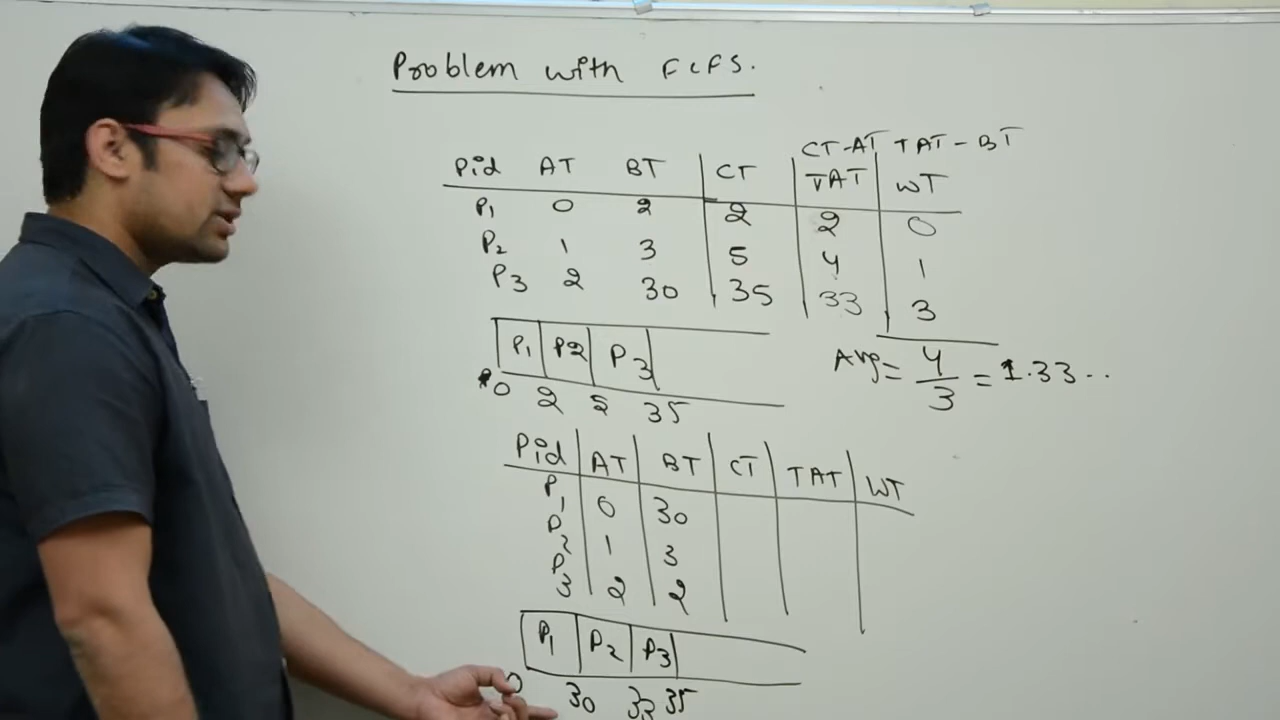 Problem with FCFS.
CT-AT TAT-BT
Pid AT BT CT TAT WT
P1 0 2 2 2 0
P2 1 3 5 4 1
P3 2 30 35 33 3
P1 P2 P3
0 2 5 35
Avg = 4/3 = 1.33..
Pid AT BT CT TAT WT
P1 0 30
P2 1 3
P3 2 2
P1 P2 P3
0 30 33 35